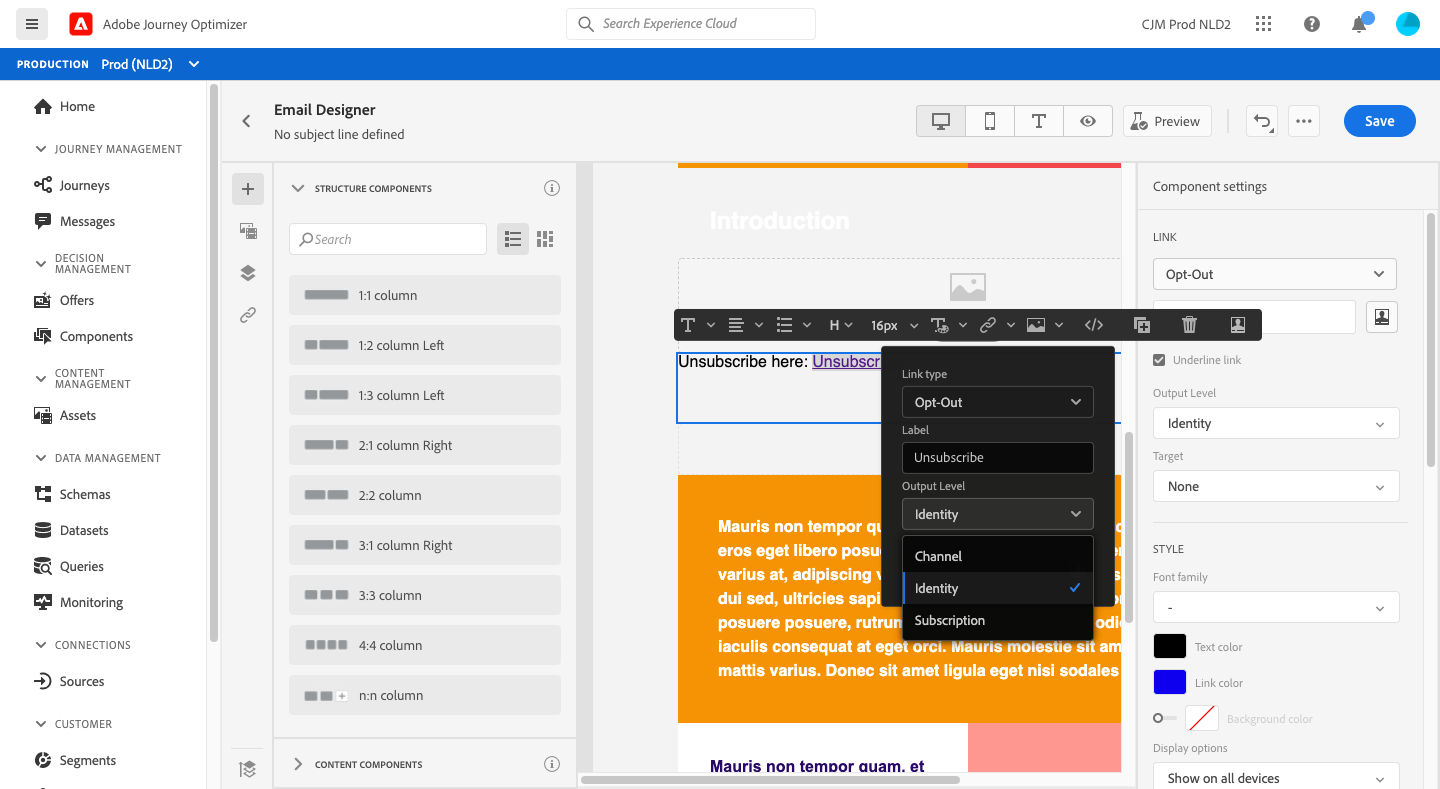 Adobe Journey Optimizer
Search Experience Cloud
CJM Prod NLD2
PRODUCTION Prod (NLD2)
Home
JOURNEY MANAGEMENT
Journeys
Messages
DECISION
MANAGEMENT
Offers
Components
CONTENT
MANAGEMENT
Assets
DATA MANAGEMENT
Schemas
Datasets
Queries
Monitoring
CONNECTIONS
Sources
CUSTOMER
Segments
Email Designer
No subject line defined
Preview
Save
STRUCTURE COMPONENTS
Search
1:1 column
1:2 column Left
1:3 column Left
2:1 column Right
2:2 column
3:1 column Right
3:3 column
4:4 column
n:n column
CONTENT COMPONENTS
Introduction
H
16px
Unsubscribe here: Unsubscr
Link type
Opt-Out
Label
Unsubscribe
Output Level
Identity
Channel
Identity
Subscription
Mauris non tempor qu
eros eget libero posue
varius at, adipiscing v
dui sed, ultricies sapi
posuere posuere, rutrum odio
iaculis consequat at eget orci. Mauris molestie sit am
mattis varius. Donec sit amet ligula eget nisi sodales
Mauris non tempor quam, et
Component settings
LINK
Opt-Out
Underline link
Output Level
Identity
Target
None
STYLE
Font family
-
Text color
Link color
Background color
Display options
Show on all devices